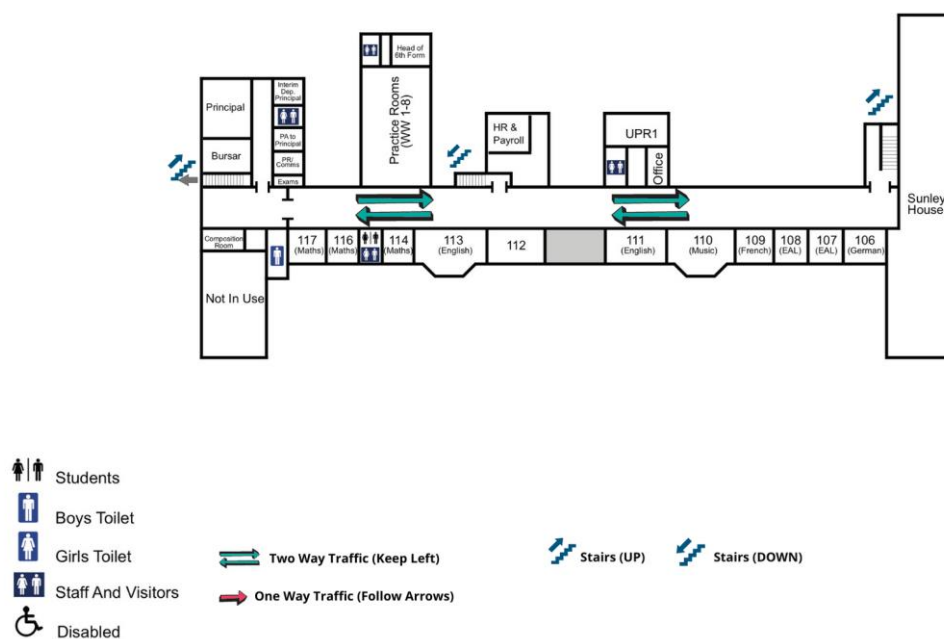 Head of
6th Form
Practice Rooms
(WW 1-8)
Interim
Dep.
Principal
Principal
PA to
Principal
Bursar
PR/
Comms
Exams
HR &
Payroll
UPR1
Office
Sunley
House
Composition
Room
117
(Maths)
116
(Maths)
114
(Maths)
113
(English)
112
111
(English)
110
(Music)
109
(French)
108
(EAL)
107
(EAL)
106
(German)
Not In Use
Students
Boys Toilet
Girls Toilet
Staff And Visitors
Disabled
Two Way Traffic (Keep Left)
One Way Traffic (Follow Arrows)
Stairs (UP)
Stairs (DOWN)